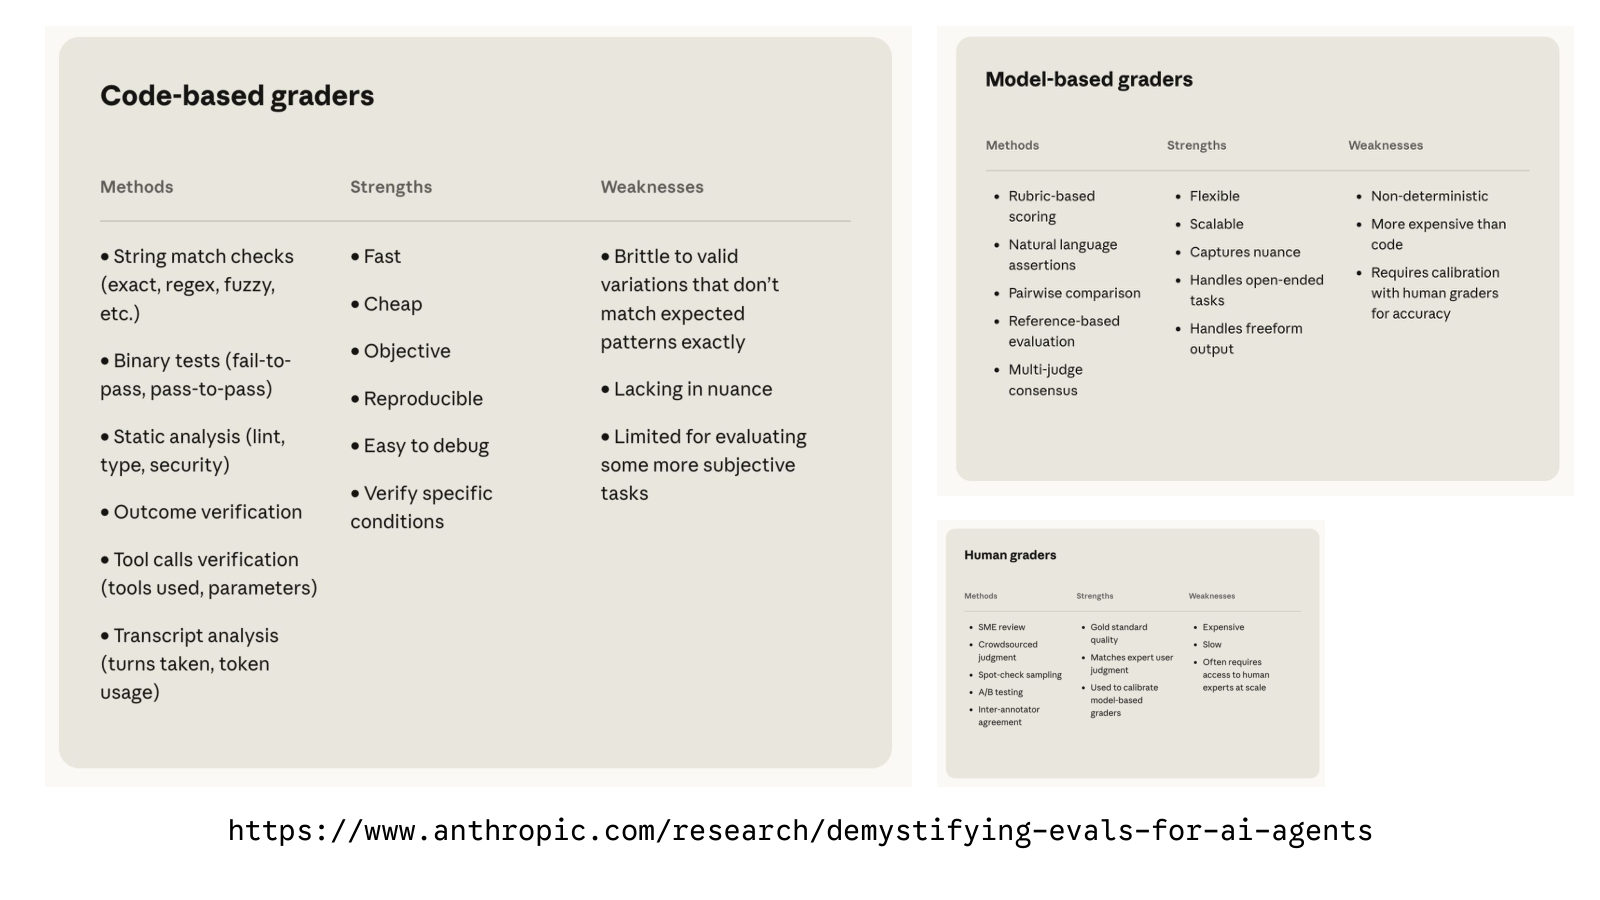 Code-based graders
Methods
Strengths
Weaknesses
• String match checks
(exact, regex, fuzzy,
etc.)
• Binary tests (fail-to-
pass, pass-to-pass)
• Static analysis (lint,
type, security)
• Outcome verification
• Tool calls verification
(tools used, parameters)
• Transcript analysis
(turns taken, token
usage)
• Fast
• Cheap
• Objective
• Reproducible
• Easy to debug
• Verify specific
conditions
• Brittle to valid
variations that don’t
match expected
patterns exactly
• Lacking in nuance
• Limited for evaluating
some more subjective
tasks
Model-based graders
Methods
Strengths
Weaknesses
• Rubric-based
scoring
• Natural language
assertions
• Pairwise comparison
• Reference-based
evaluation
• Multi-judge
consensus
• Flexible
• Scalable
• Captures nuance
• Handles open-ended
tasks
• Handles freeform
output
• Non-deterministic
• More expensive than
code
• Requires calibration
with human graders
for accuracy
Human graders
Methods
Strengths
Weaknesses
• SME review
• Crowdsourced
judgment
• Spot-check sampling
• A/B testing
• Inter-annotator
agreement
• Gold standard
quality
• Matches expert user
judgment
• Used to calibrate
model-based
graders
• Expensive
• Slow
• Often requires
access to human
experts at scale
https://www.anthropic.com/research/demystifying-evals-for-ai-agents